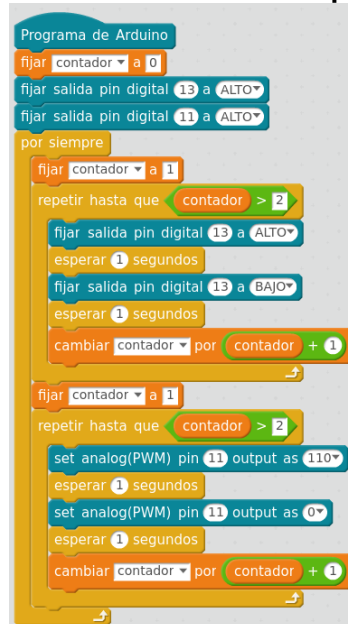 Programa de Arduino
fijar contador a 0
fijar salida pin digital 13 a ALTO
fijar salida pin digital 11 a ALTO
por siempre
fijar contador a 1
repetir hasta que contador > 2
fijar salida pin digital 13 a ALTO
esperar 1 segundos
fijar salida pin digital 13 a BAJO
esperar 1 segundos
cambiar contador por contador + 1
fijar contador a 1
repetir hasta que contador > 2
set analog(PWM) pin 11 output as 110
esperar 1 segundos
set analog(PWM) pin 11 output as 0
esperar 1 segundos
cambiar contador por contador + 1